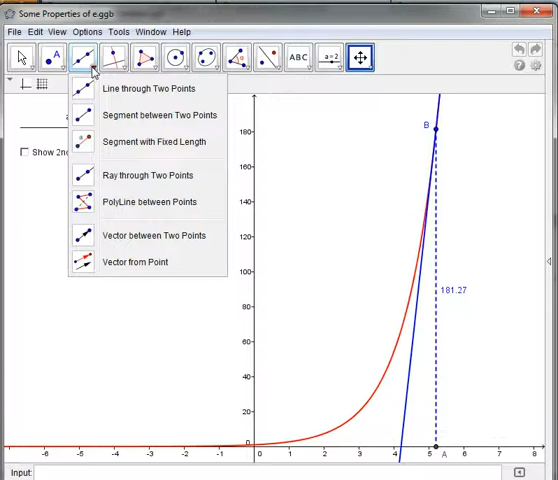 Some Properties of e.ggb
File Edit View Options Tools Window Help
A ABC a=2
Line through Two Points
Segment between Two Points
a Segment with Fixed Length
Ray through Two Points
PolyLine between Points
Vector between Two Points
Vector from Point
Show 2nd
B
180
160
140
120
100
80
60
40
20
0
181.27
-6 -5 -4 -3 -2 -1 0 1 2 3 4 5 A 6 7 8
Input: